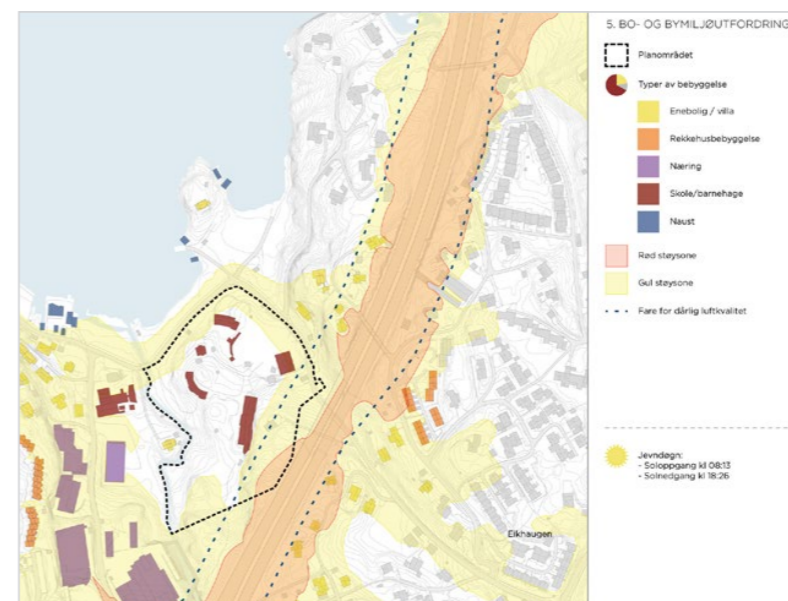 5. BO- OG BYMILJØUTFORDRING
Planområdet
Typer av bebyggelse
Enebolig / villa
Rekkehusbebyggelse
Næring
Skole/barnehage
Naust
Rød støysone
Gul støysone
Fare for dårlig luftkvalitet
Jevndøgn:
- Soloppgang kl 08:13
- Solnedgang kl 18:26
Eikhaugen